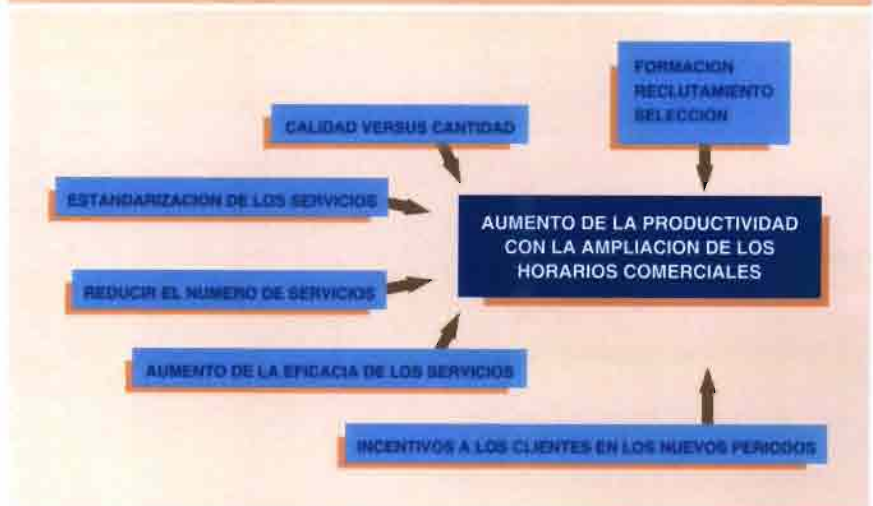 FORMACION
RECLUTAMIENTO
SELECCIÓN
CALIDAD VERSUS CANTIDAD
ESTANDARIZACION DE LOS SERVICIOS
AUMENTO DE LA PRODUCTIVIDAD
CON LA AMPLIACION DE LOS
HORARIOS COMERCIALES
REDUCIR EL NUMERO DE SERVICIOS
AUMENTO DE LA EFICACIA DE LOS SERVICIOS
INCENTIVOS A LOS CLIENTES EN LOS NUEVOS PERIODOS